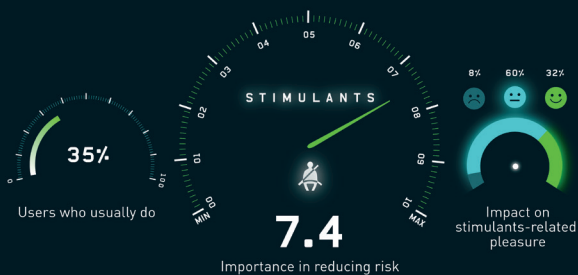 STIMULANTS
00
01
02
03
04
05
06
07
08
09
10
MIN
MAX
7.4
Importance in reducing risk
35%
0
100
Users who usually do
8%
60%
32%
Impact on
stimulants-related
pleasure